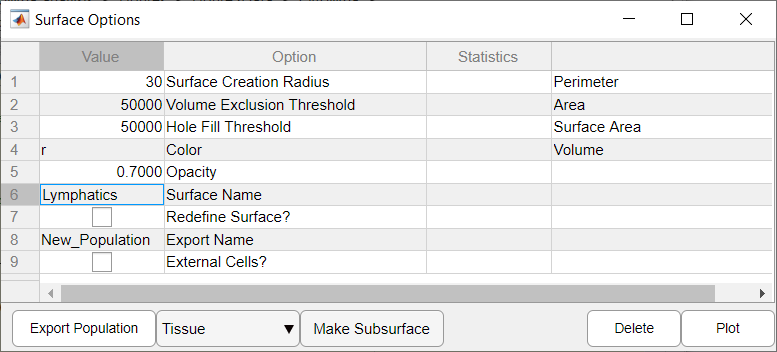 Surface Options
Value Option Statistics
1 30 Surface Creation Radius Perimeter
2 50000 Volume Exclusion Threshold Area
3 50000 Hole Fill Threshold Surface Area
4 r Color Volume
5 0.7000 Opacity
6 Lymphatics Surface Name
7 Redefine Surface?
8 New_Population Export Name
9 External Cells?
Export Population Tissue Make Subsurface Delete Plot